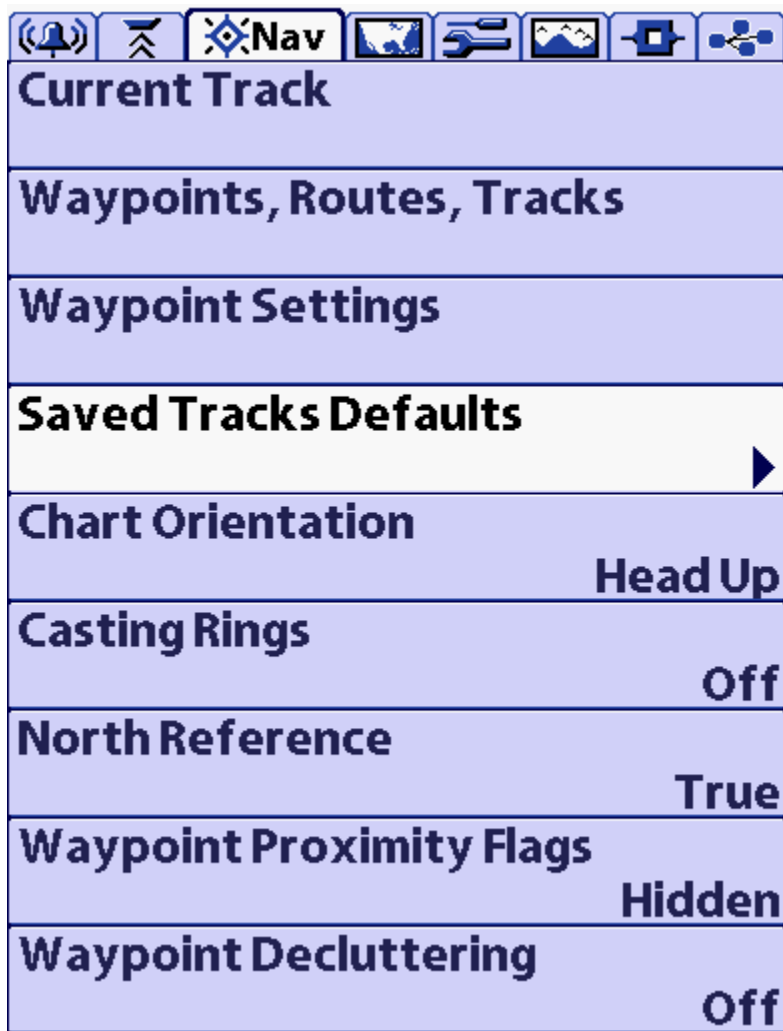 Nav
Current Track
Waypoints, Routes, Tracks
Waypoint Settings
Saved Tracks Defaults
Chart Orientation
Head Up
Casting Rings
Off
North Reference
True
Waypoint Proximity Flags
Hidden
Waypoint Decluttering
Off